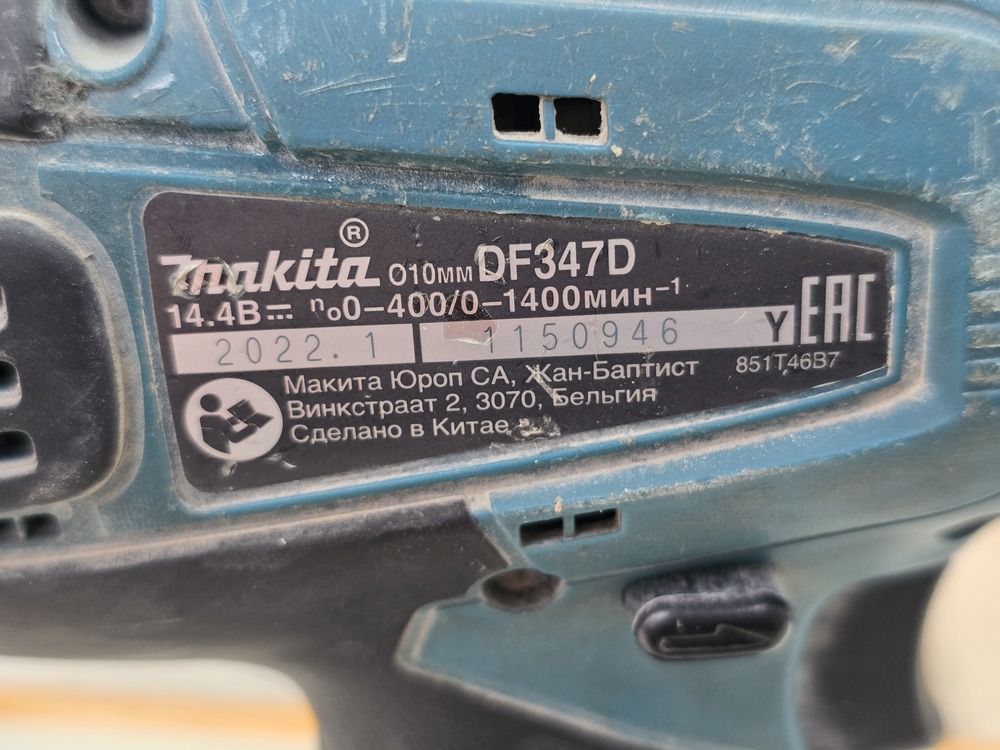 makita® Ø10мм DF347D
14.4В⎓ n₀0-400/0-1400мин⁻¹
2022. 1 1150946 Y EAC
Макита Юроп СА, Жан-Баптист 851T46B7
Винкстраат 2, 3070, Бельгия
Сделано в Китае